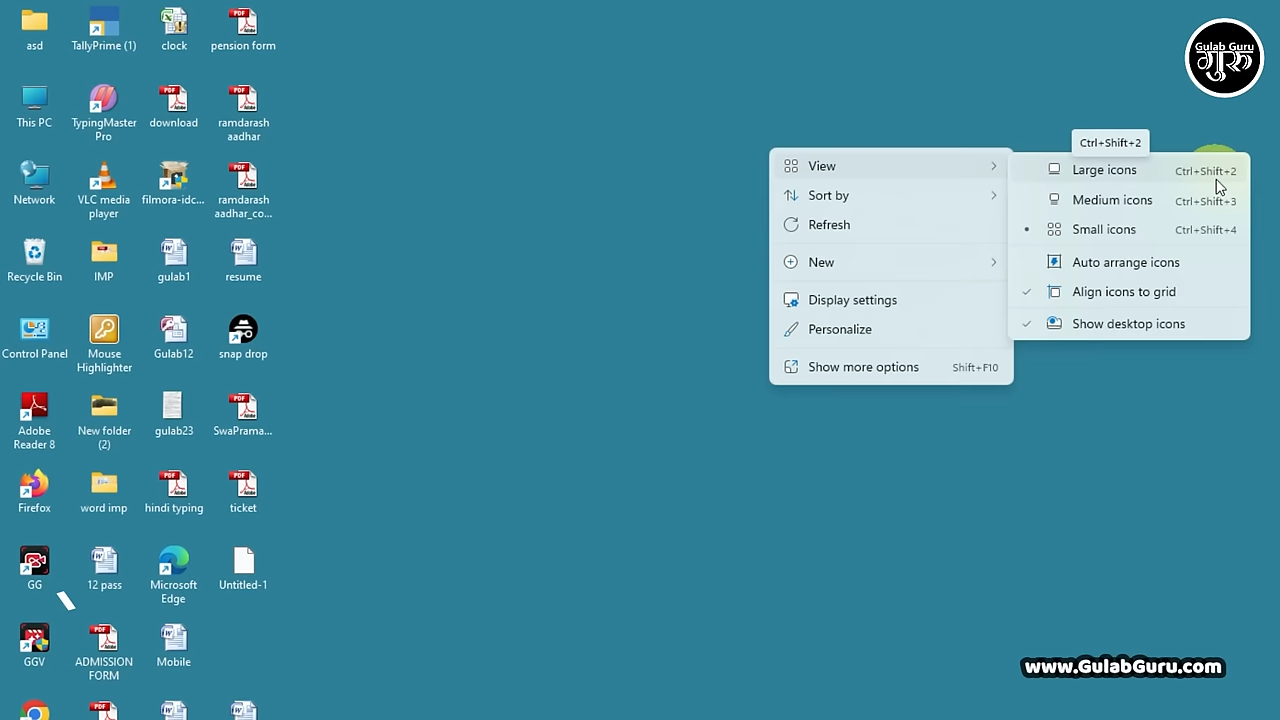 asd
TallyPrime (1)
clock
pension form
This PC
TypingMaster
Pro
download
ramdarash
aadhar
Network
VLC media
player
filmora-idc...
ramdarash
aadhar_co...
Recycle Bin
IMP
gulab1
resume
Control Panel
Mouse
Highlighter
Gulab12
snap drop
Adobe
Reader 8
New folder
(2)
gulab23
SwaPrama...
Firefox
word imp
hindi typing
ticket
GG
12 pass
Microsoft
Edge
Untitled-1
GGV
ADMISSION
FORM
Mobile
View
Sort by
Refresh
New
Display settings
Personalize
Show more options Shift+F10
Ctrl+Shift+2
Large icons Ctrl+Shift+2
Medium icons Ctrl+Shift+3
Small icons Ctrl+Shift+4
Auto arrange icons
Align icons to grid
Show desktop icons
Gulab Guru
गुरु
www.GulabGuru.com